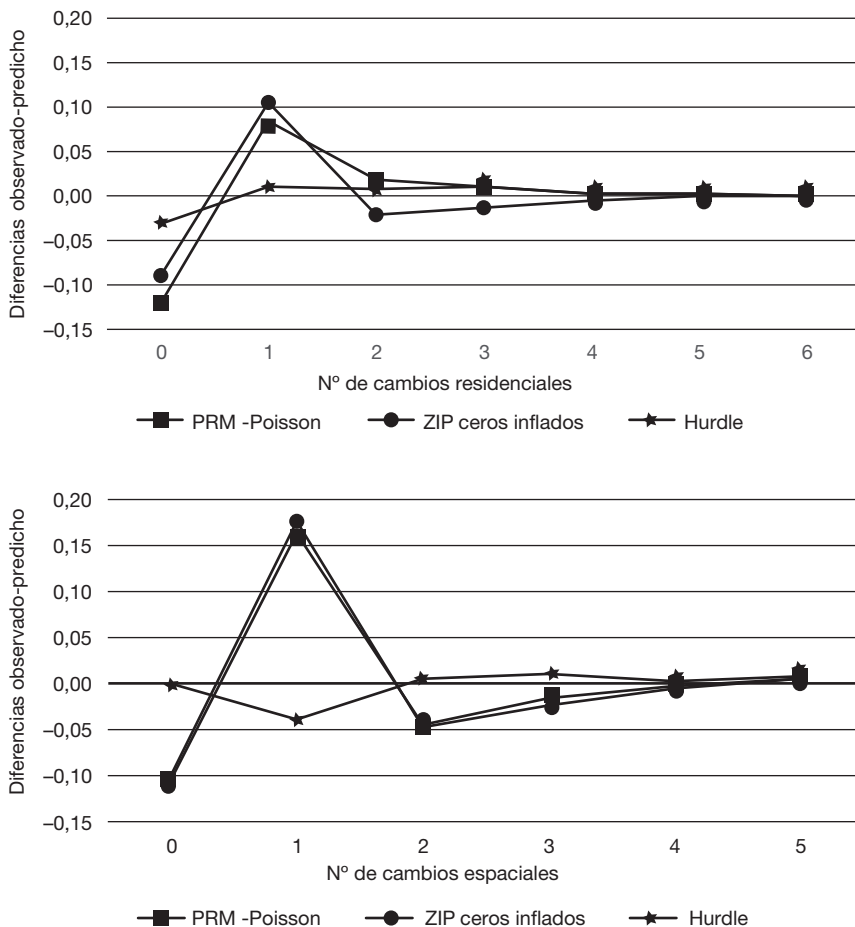 Diferencias observado-predicho
0,20
0,15
0,10
0,05
0,00
–0,05
–0,10
–0,15
0 1 2 3 4 5 6
Nº de cambios residenciales
PRM -Poisson ZIP ceros inflados Hurdle
Diferencias observado-predicho
0,20
0,15
0,10
0,05
0,00
–0,05
–0,10
–0,15
0 1 2 3 4 5
Nº de cambios espaciales
PRM -Poisson ZIP ceros inflados Hurdle